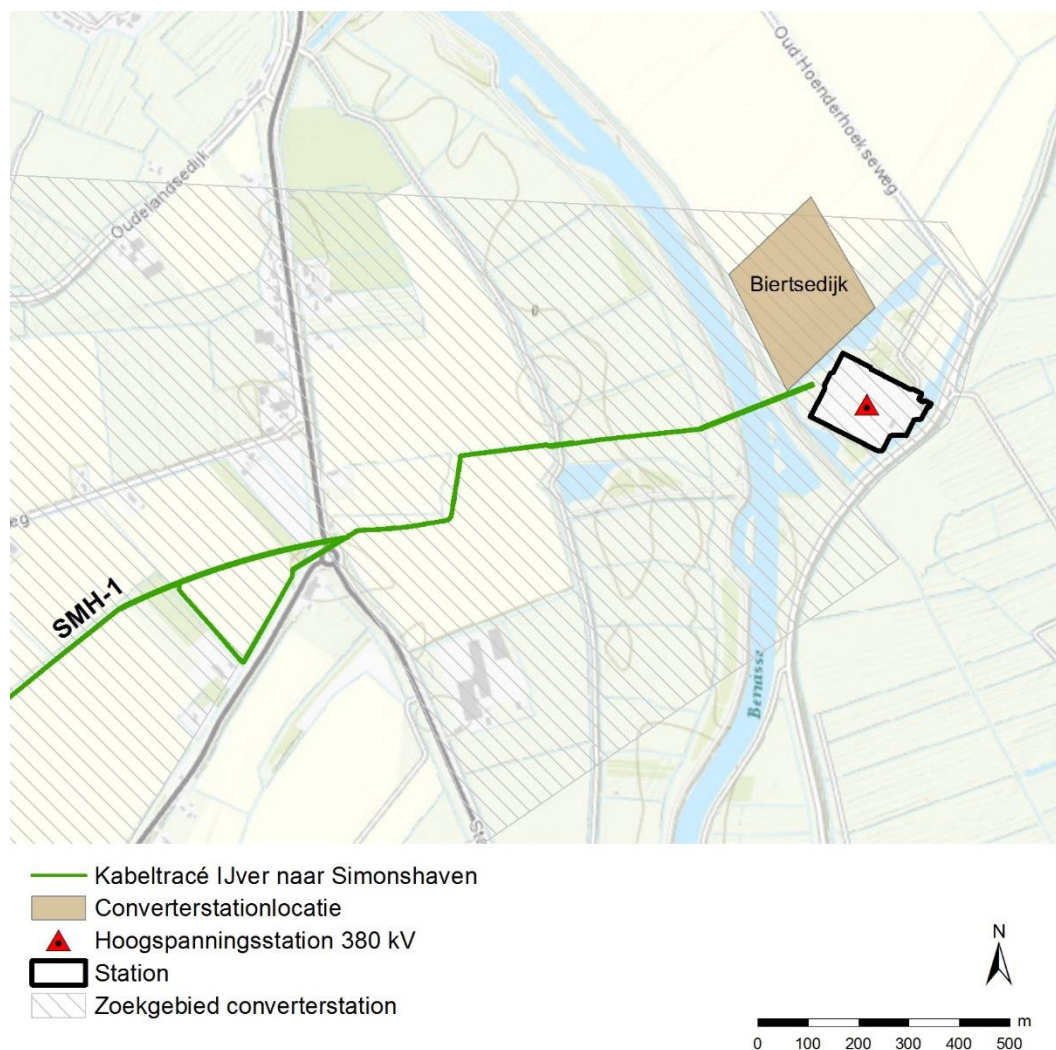 Oud Hoenderhoekseweg
Oudelandsedijk
Biertsedijk
eg
SMH-1
Bernisse
Ste
Kabeltracé IJver naar Simonshaven
Converterstationlocatie
Hoogspanningsstation 380 kV
Station
Zoekgebied converterstation
N
m
0 100 200 300 400 500